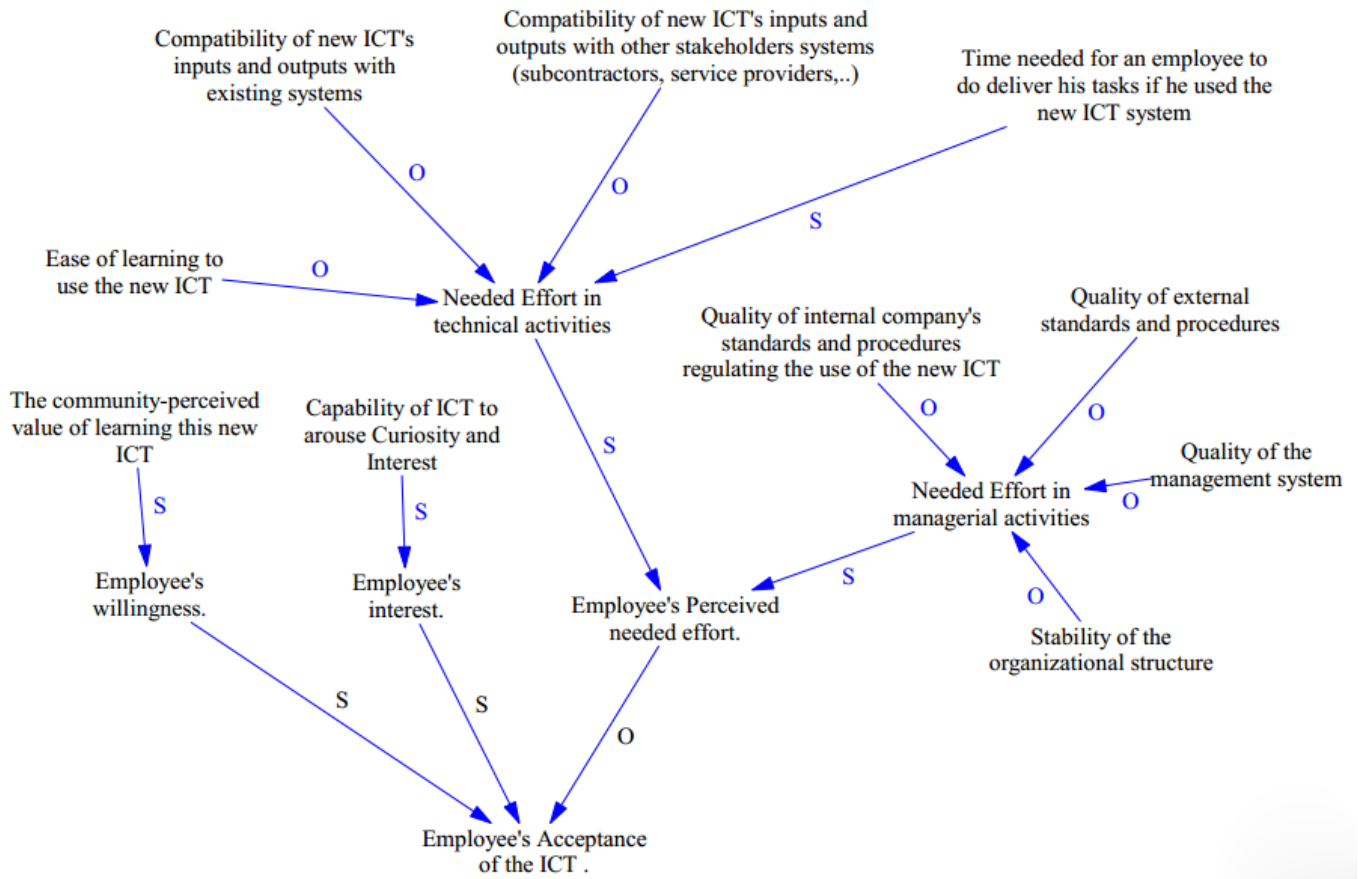 Compatibility of new ICT's
inputs and outputs with
existing systems
Compatibility of new ICT's inputs and
outputs with other stakeholders systems
(subcontractors, service providers,..)
Time needed for an employee to
do deliver his tasks if he used the
new ICT system
O
O
S
Ease of learning to
use the new ICT
O
Needed Effort in
technical activities
Quality of internal company's
standards and procedures
regulating the use of the new ICT
Quality of external
standards and procedures
The community-perceived
value of learning this new
ICT
Capability of ICT to
arouse Curiosity and
Interest
S
O
O
Quality of the
management system
S
S
Needed Effort in
managerial activities
O
Employee's
willingness.
Employee's
interest.
Employee's Perceived
needed effort.
S
O
Stability of the
organizational structure
S
S
O
Employee's Acceptance
of the ICT .